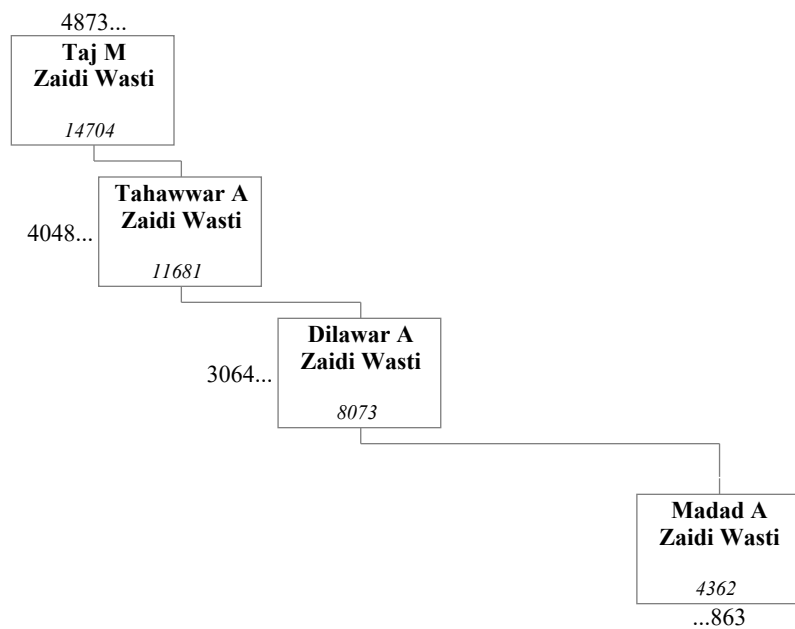 4873...
Taj M
Zaidi Wasti
14704
Tahawwar A
Zaidi Wasti
4048...
11681
Dilawar A
Zaidi Wasti
3064...
8073
Madad A
Zaidi Wasti
4362
...863